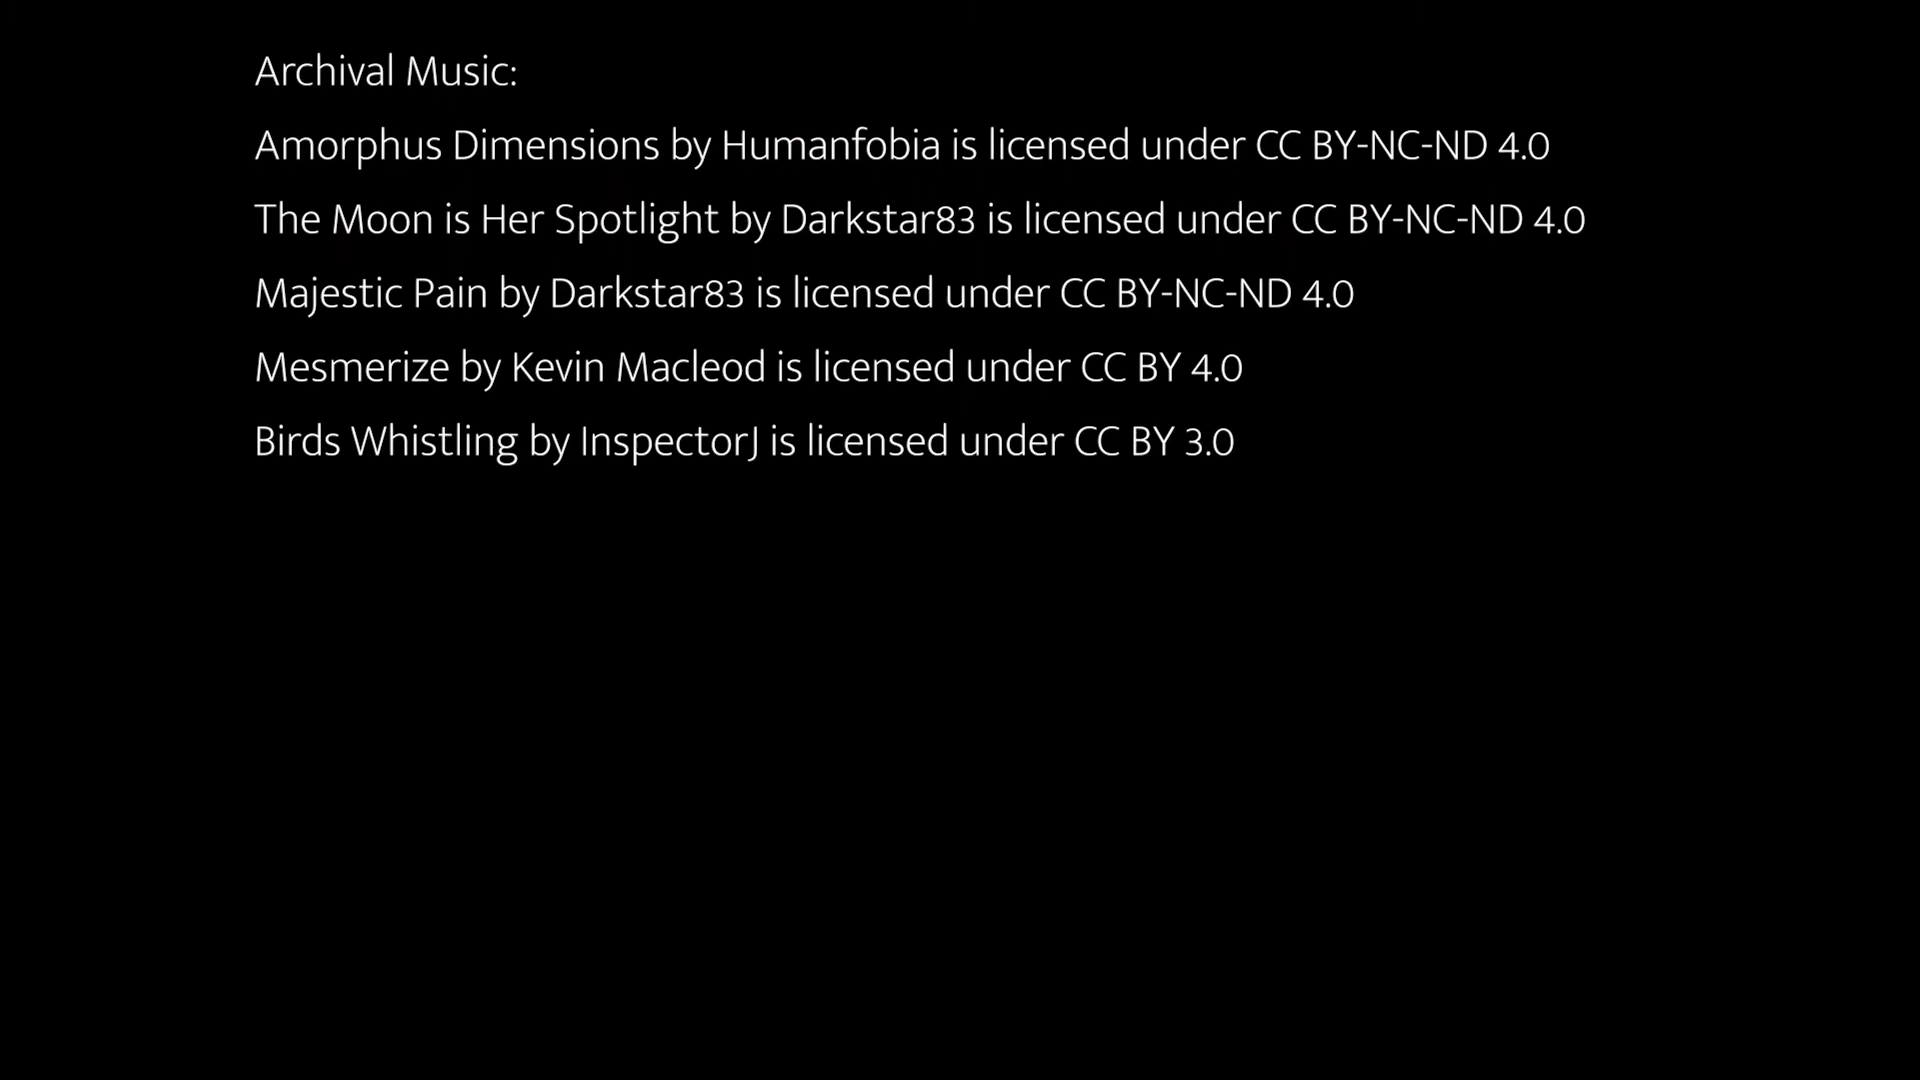 Archival Music:
Amorphus Dimensions by Humanfobia is licensed under CC BY-NC-ND 4.0
The Moon is Her Spotlight by Darkstar83 is licensed under CC BY-NC-ND 4.0
Majestic Pain by Darkstar83 is licensed under CC BY-NC-ND 4.0
Mesmerize by Kevin Macleod is licensed under CC BY 4.0
Birds Whistling by InspectorJ is licensed under CC BY 3.0